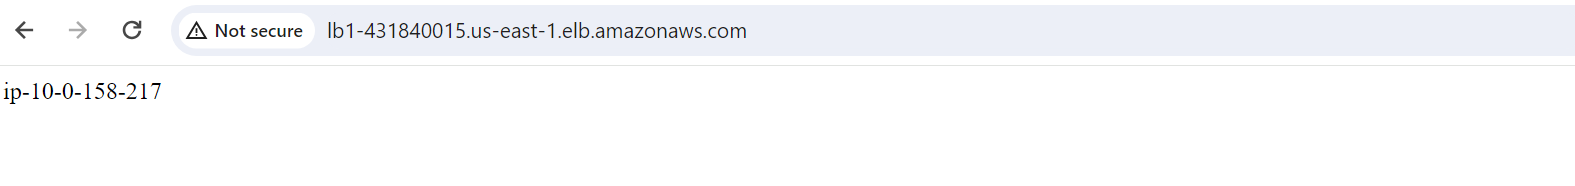 Not secure lb1-431840015.us-east-1.elb.amazonaws.com
ip-10-0-158-217